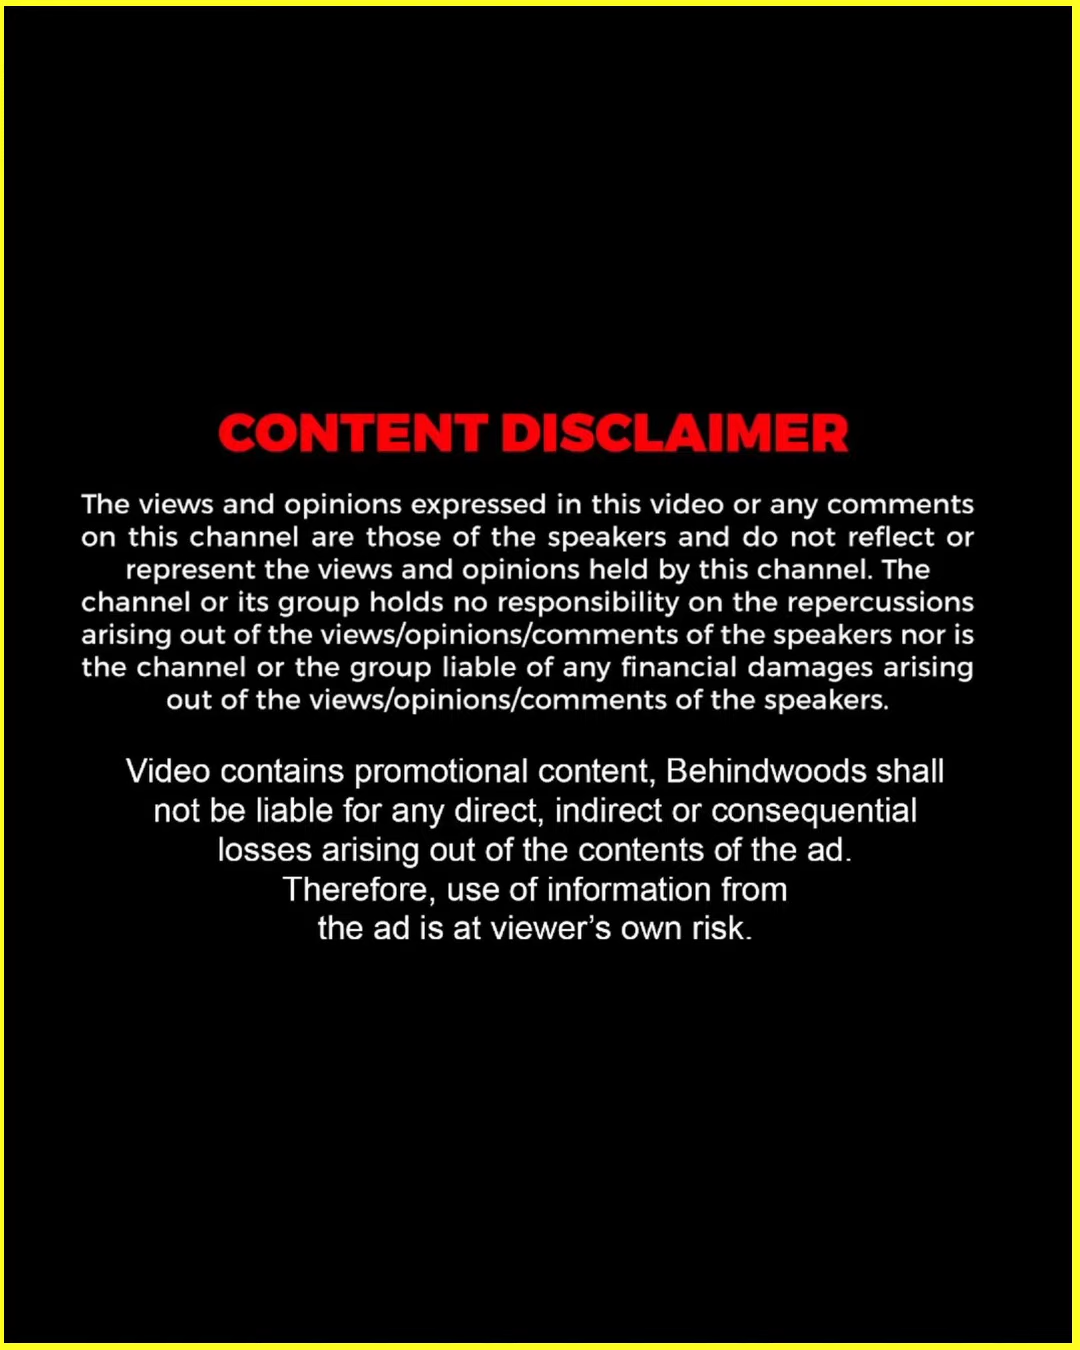 CONTENT DISCLAIMER
The views and opinions expressed in this video or any comments
on this channel are those of the speakers and do not reflect or
represent the views and opinions held by this channel. The
channel or its group holds no responsibility on the repercussions
arising out of the views/opinions/comments of the speakers nor is
the channel or the group liable of any financial damages arising
out of the views/opinions/comments of the speakers.
Video contains promotional content, Behindwoods shall
not be liable for any direct, indirect or consequential
losses arising out of the contents of the ad.
Therefore, use of information from
the ad is at viewer’s own risk.